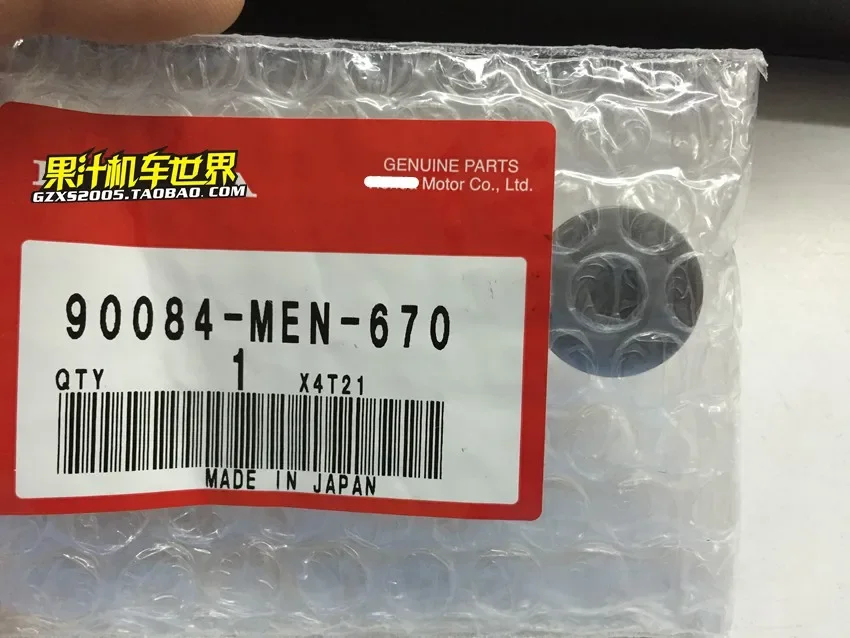 果汁机车世界
GZXS2005.TAOBAO.COM
GENUINE PARTS
Motor Co., Ltd.
90084-MEN-670
QTY 1 X4T21
MADE IN JAPAN